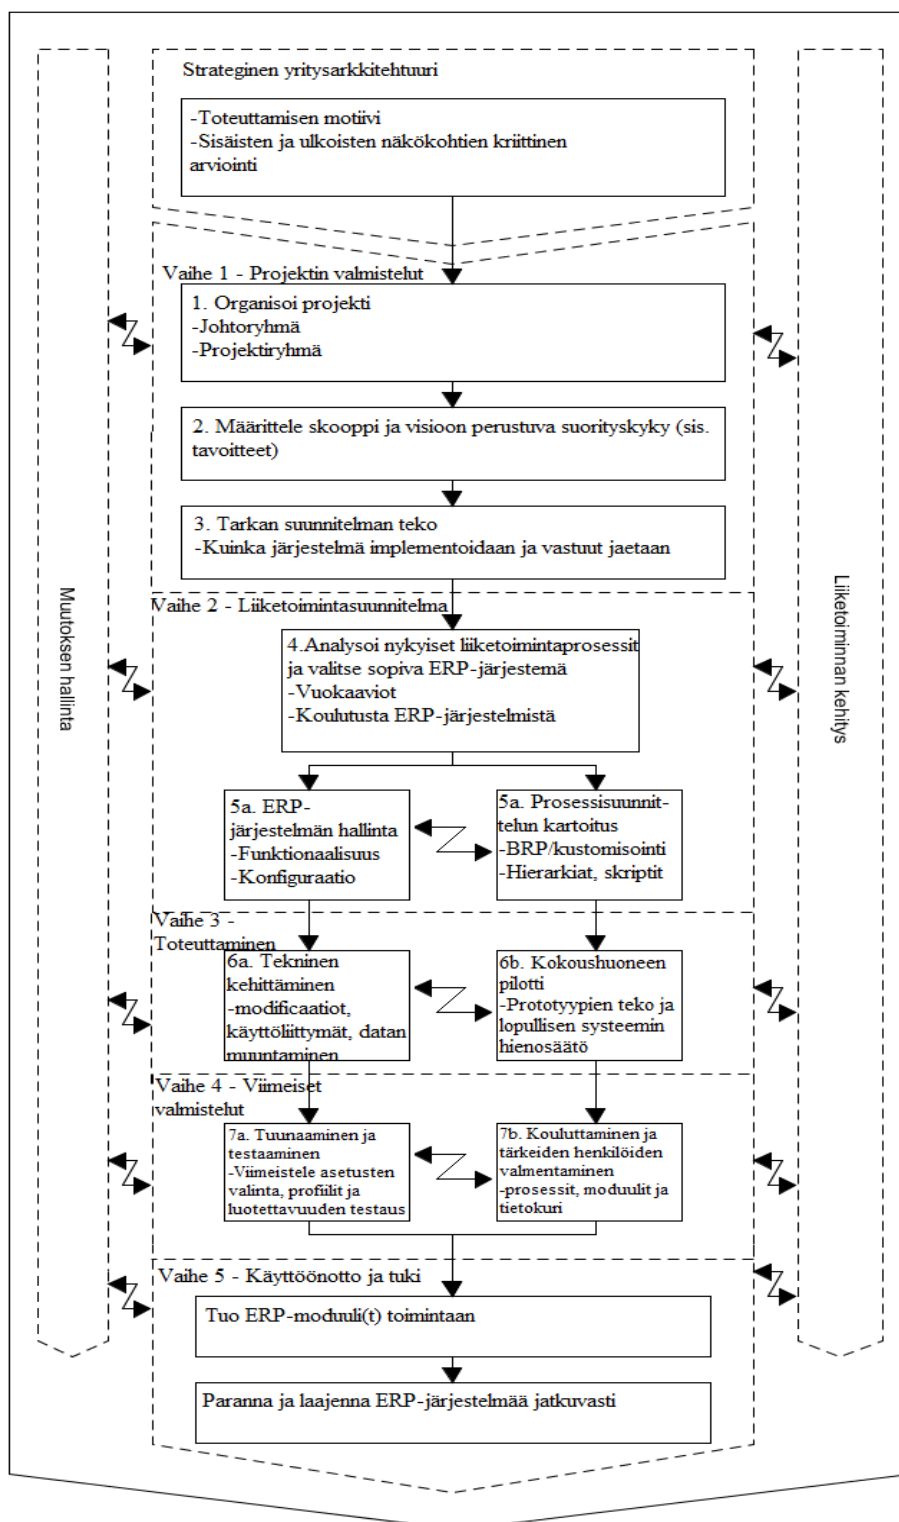 Strateginen yritysarkkitehtuuri
-Toteuttamisen motiivi
-Sisäisten ja ulkoisten näkökohtien kriittinen
arviointi
Vaihe 1 - Projektin valmistelut
1. Organisoi projekti
-Johtoryhmä
-Projektiryhmä
2. Määrittele skooppi ja visioon perustuva suorityskyky (sis.
tavoitteet)
3. Tarkan suunnitelman teko
-Kuinka järjestelmä implementoidaan ja vastuut jaetaan
Muutoksen hallinta
Liiketoiminnan kehitys
Vaihe 2 - Liiketoimintasuunnitelma
4.Analysoi nykyiset liiketoimintaprosessit
ja valitse sopiva ERP-järjestemä
-Vuokaaviot
-Koulutusta ERP-järjestelmistä
5a. ERP-
järjestelmän hallinta
-Funktionaalisuus
-Konfiguraatio
5a. Prosessisuunnit-
telun kartoitus
-BRP/kustomisointi
-Hierarkiat, skriptit
Vaihe 3 -
Toteuttaminen
6a. Tekninen
kehittäminen
-modificaatiot,
käyttöliittymät, datan
muuntaminen
6b. Kokoushuoneen
pilotti
-Prototyypien teko ja
lopullisen systeemin
hienosäätö
Vaihe 4 - Viimeiset
valmistelut
7a. Tuunaaminen ja
testaaminen
-Viimeistele asetusten
valinta, profiilit ja
luotettavuuden testaus
7b. Kouluttaminen ja
tärkeiden henkilöiden
valmentaminen
-prosessit, moduulit ja
tietokuri
Vaihe 5 - Käyttöönotto ja tuki
Tuo ERP-moduuli(t) toimintaan
Paranna ja laajenna ERP-järjestelmää jatkuvasti